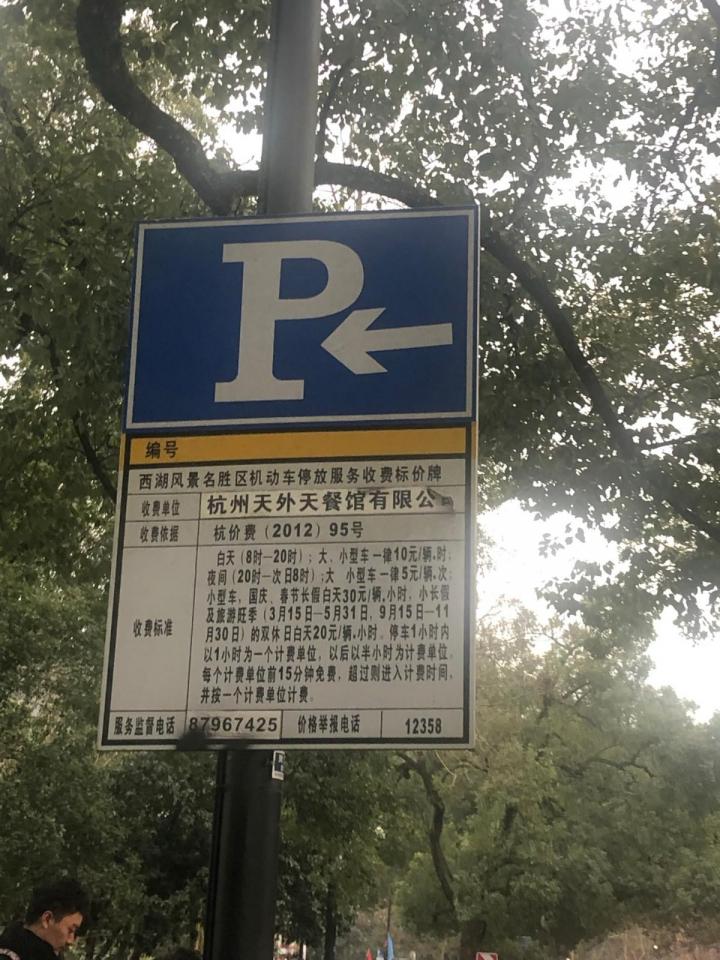 P
编号
西湖风景名胜区机动车停放服务收费标价牌
收费单位 杭州天外天餐馆有限公
收费依据 杭价费（2012）95号
收费标准
白天（8时—20时）；大、小型车一律10元/辆.时；
夜间（20时—次日8时）；大 小型车一律5元/辆.次；
小型车，国庆、春节长假白天30元/辆.小时，小长假
及旅游旺季（3月15日—5月31日，9月15日—11
月30日）的双休日白天20元/辆.小时。停车1小时内
以1小时为一个计费单位，以后以半小时为计费单位。
每个计费单位前15分钟免费，超过则进入计费时间，
并按一个计费单位计费。
服务监督电话 87967425 价格举报电话 12358